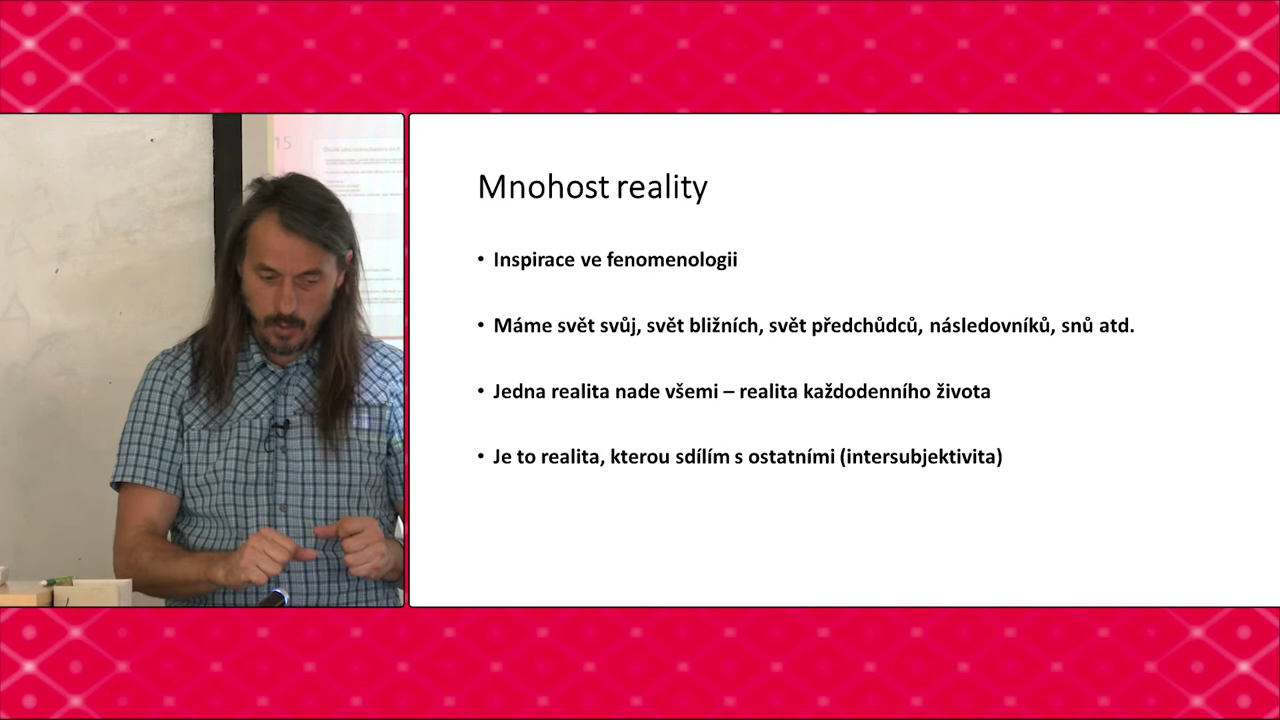 15
Mnohost reality
• Inspirace ve fenomenologii
• Máme svět svůj, svět bližních, svět předchůdců, následovníků, snů atd.
• Jedna realita nade všemi – realita každodenního života
• Je to realita, kterou sdílím s ostatními (intersubjektivita)